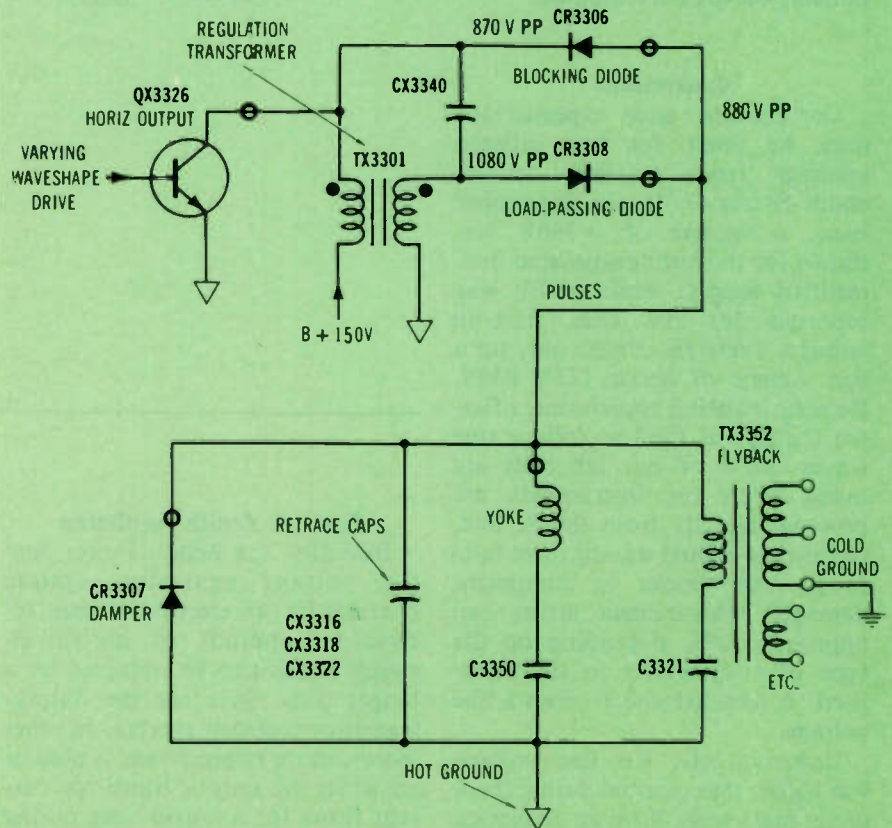 REGULATION
TRANSFORMER
870 V PP
CR3306
BLOCKING DIODE
CX3340
880 V PP
QX3326
HORIZ OUTPUT
TX3301
1080 V PP
CR3308
VARYING
WAVESHAPE
DRIVE
LOAD-PASSING DIODE
B + 150V
PULSES
TX3352
FLYBACK
YOKE
RETRACE CAPS
COLD
GROUND
CR3307
DAMPER
CX3316
CX3318
CX3322
C3350
C3321
ETC.
HOT GROUND